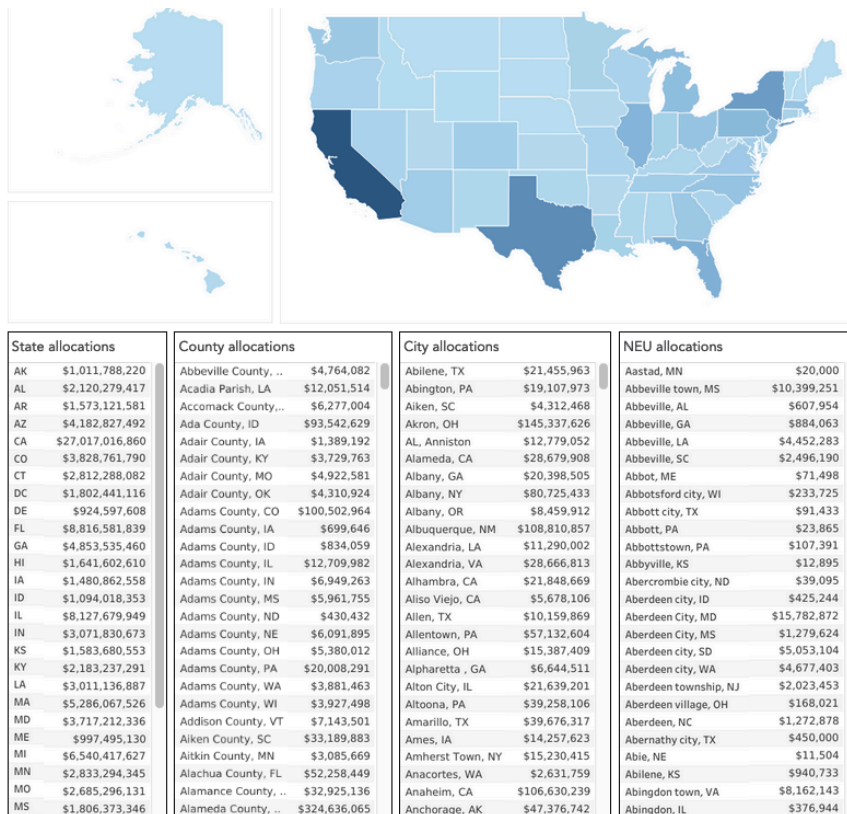 State allocations
AK $1,011,788,220
AL $2,120,279,417
AR $1,573,121,581
AZ $4,182,827,492
CA $27,017,016,860
CO $3,828,761,790
CT $2,812,288,082
DC $1,802,441,116
DE $924,597,608
FL $8,816,581,839
GA $4,853,535,460
HI $1,641,602,610
IA $1,480,862,558
ID $1,094,018,353
IL $8,127,679,949
IN $3,071,830,673
KS $1,583,680,553
KY $2,183,237,291
LA $3,011,136,887
MA $5,286,067,526
MD $3,717,212,336
ME $997,495,130
MI $6,540,417,627
MN $2,833,294,345
MO $2,685,296,131
MS $1,806,373,346
County allocations
Abbeville County, .. $4,764,082
Acadia Parish, LA $12,051,514
Accomack County,.. $6,277,004
Ada County, ID $93,542,629
Adair County, IA $1,389,192
Adair County, KY $3,729,763
Adair County, MO $4,922,581
Adair County, OK $4,310,924
Adams County, CO $100,502,964
Adams County, IA $699,646
Adams County, ID $834,059
Adams County, IL $12,709,982
Adams County, IN $6,949,263
Adams County, MS $5,961,755
Adams County, ND $430,432
Adams County, NE $6,091,895
Adams County, OH $5,380,012
Adams County, PA $20,008,291
Adams County, WA $3,881,463
Adams County, WI $3,927,498
Addison County, VT $7,143,501
Aiken County, SC $33,189,883
Aitkin County, MN $3,085,669
Alachua County, FL $52,258,449
Alamance County, .. $32,925,136
Alameda County, .. $324,636,065
City allocations
Abilene, TX $21,455,963
Abington, PA $19,107,973
Aiken, SC $4,312,468
Akron, OH $145,337,626
AL, Anniston $12,779,052
Alameda, CA $28,679,908
Albany, GA $20,398,505
Albany, NY $80,725,433
Albany, OR $8,459,912
Albuquerque, NM $108,810,857
Alexandria, LA $11,290,002
Alexandria, VA $28,666,813
Alhambra, CA $21,848,669
Aliso Viejo, CA $5,678,106
Allen, TX $10,159,869
Allentown, PA $57,132,604
Alliance, OH $15,387,409
Alpharetta , GA $6,644,511
Alton City, IL $21,639,201
Altoona, PA $39,258,106
Amarillo, TX $39,676,317
Ames, IA $14,257,623
Amherst Town, NY $15,230,415
Anacortes, WA $2,631,759
Anaheim, CA $106,630,239
Anchorage, AK $47,376,742
NEU allocations
Aastad, MN $20,000
Abbeville town, MS $10,399,251
Abbeville, AL $607,954
Abbeville, GA $884,063
Abbeville, LA $4,452,283
Abbeville, SC $2,496,190
Abbot, ME $71,498
Abbotsford city, WI $233,725
Abbott city, TX $91,433
Abbott, PA $23,865
Abbottstown, PA $107,391
Abbyville, KS $12,895
Abercrombie city, ND $39,095
Aberdeen city, ID $425,244
Aberdeen City, MD $15,782,872
Aberdeen City, MS $1,279,624
Aberdeen city, SD $5,053,104
Aberdeen city, WA $4,677,403
Aberdeen township, NJ $2,023,453
Aberdeen village, OH $168,021
Aberdeen, NC $1,272,878
Abernathy city, TX $450,000
Abie, NE $11,504
Abilene, KS $940,733
Abingdon town, VA $8,162,143
Abingdon, IL $376,944